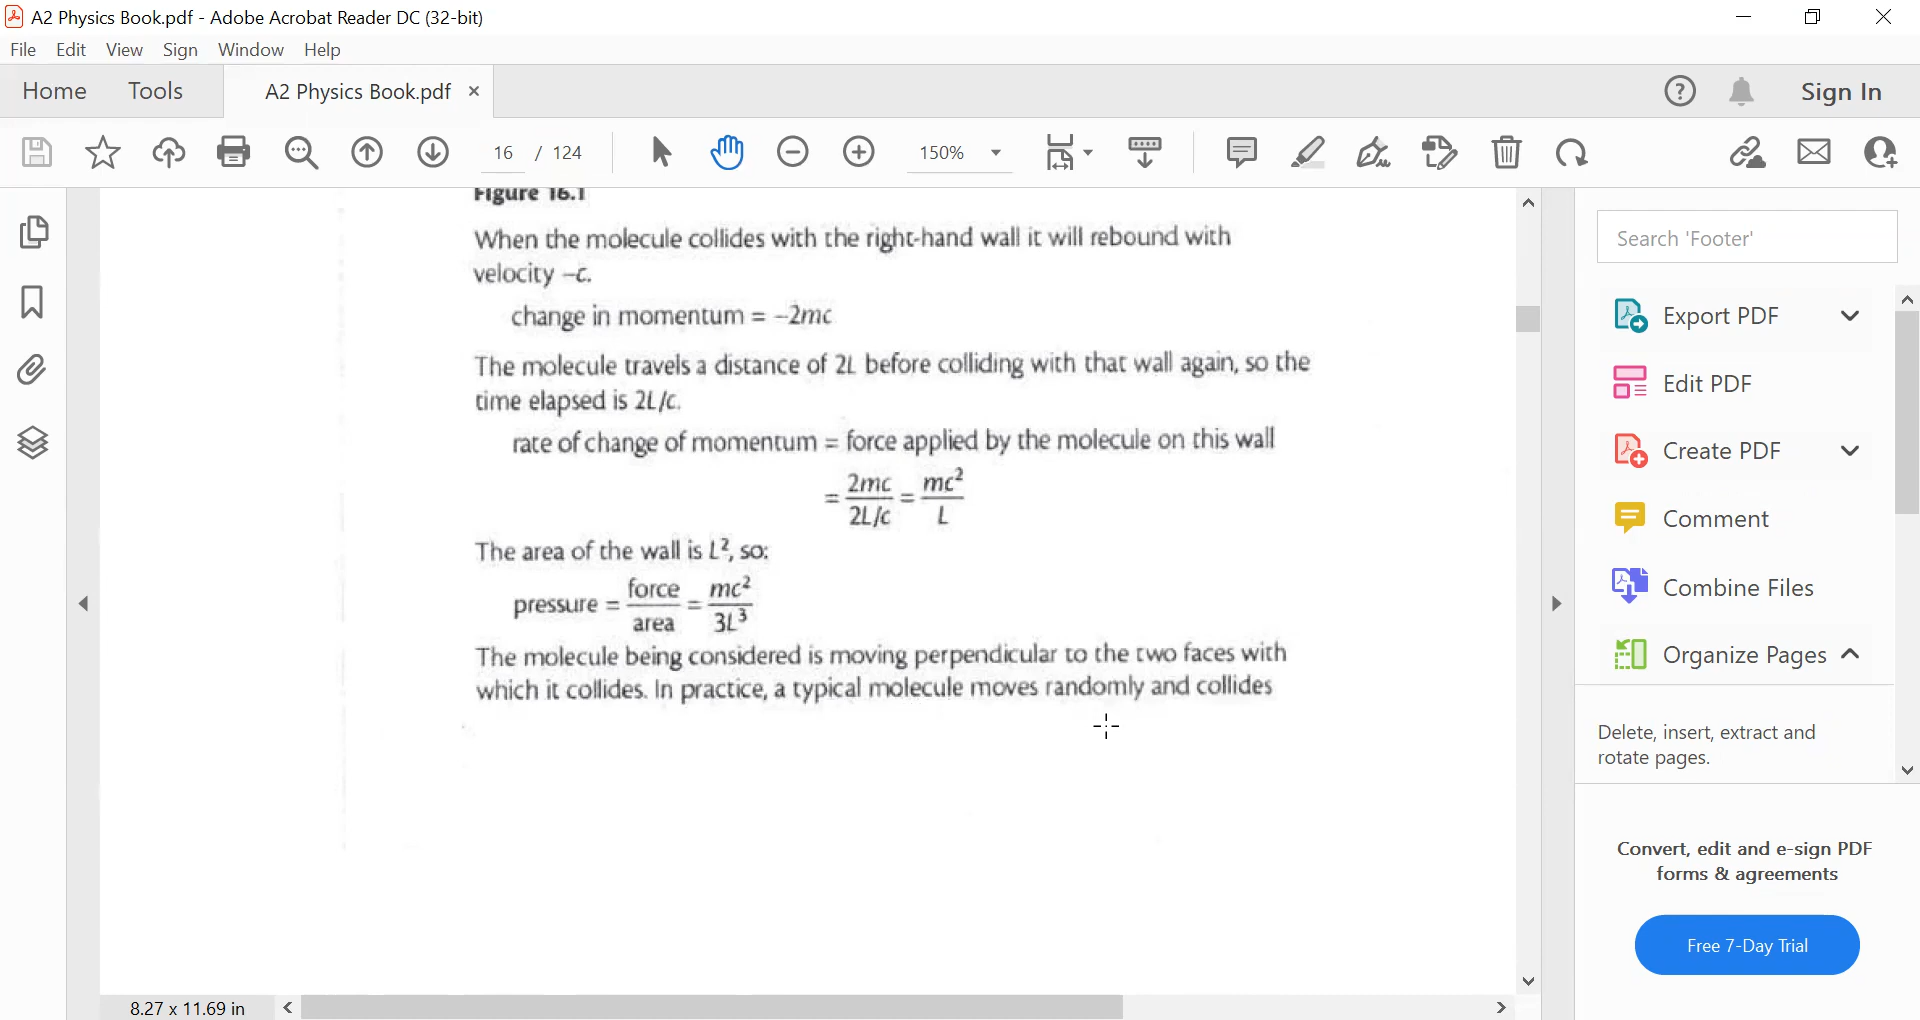 A2 Physics Book.pdf - Adobe Acrobat Reader DC (32-bit)
File Edit View Sign Window Help
Home Tools A2 Physics Book.pdf × Sign In
16 / 124 150%
Figure 16.1
When the molecule collides with the right-hand wall it will rebound with
velocity –c.
change in momentum = –2mc
The molecule travels a distance of 2L before colliding with that wall again, so the
time elapsed is 2L/c.
rate of change of momentum = force applied by the molecule on this wall
= 2mc / (2L/c) = mc² / L
The area of the wall is L², so:
pressure = force / area = mc² / 3L³
The molecule being considered is moving perpendicular to the two faces with
which it collides. In practice, a typical molecule moves randomly and collides
8.27 x 11.69 in
Search 'Footer'
Export PDF
Edit PDF
Create PDF
Comment
Combine Files
Organize Pages
Delete, insert, extract and
rotate pages.
Convert, edit and e-sign PDF
forms & agreements
Free 7-Day Trial